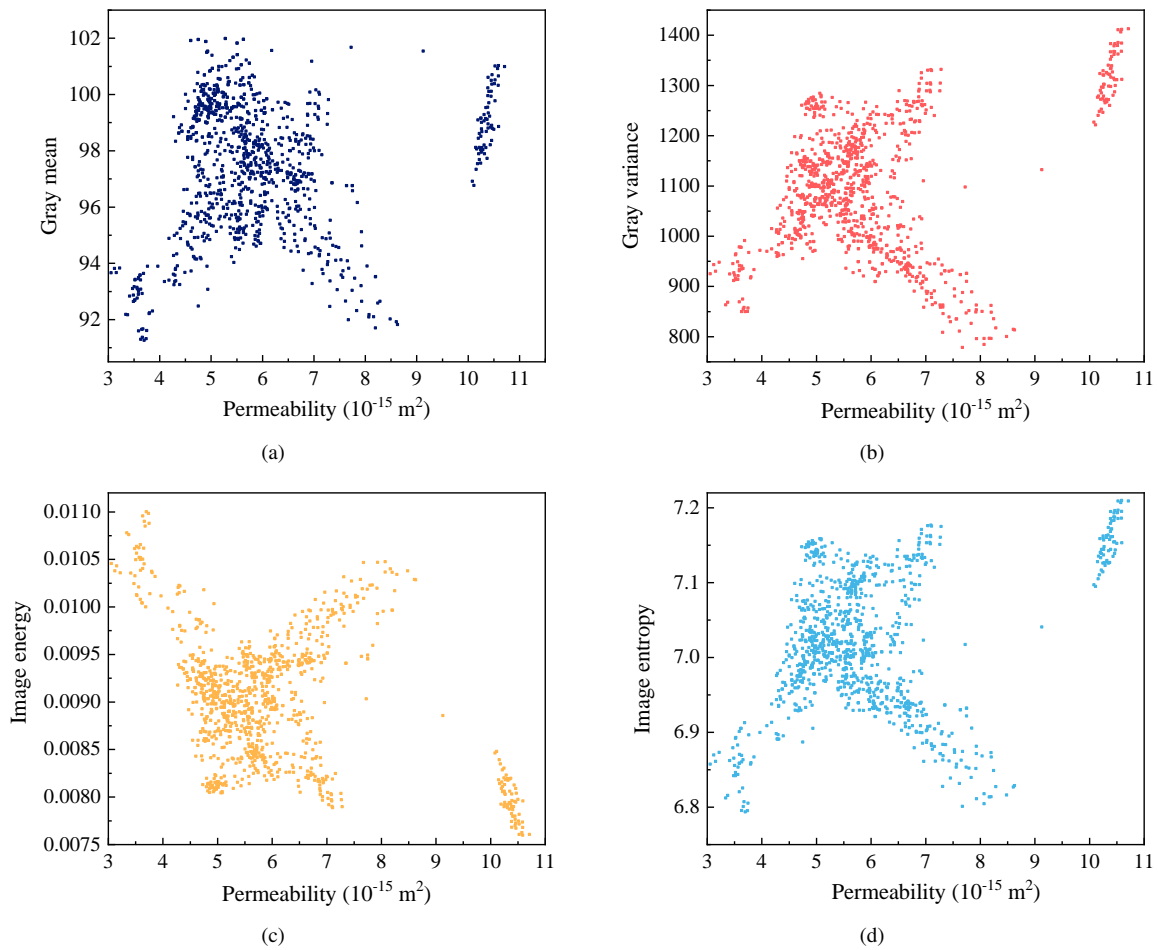 102
100
98
96
94
92
Gray mean
3 4 5 6 7 8 9 10 11
Permeability (10⁻¹⁵ m²)
(a)
1400
1300
1200
1100
1000
900
800
Gray variance
3 4 5 6 7 8 9 10 11
Permeability (10⁻¹⁵ m²)
(b)
0.0110
0.0105
0.0100
0.0095
0.0090
0.0085
0.0080
0.0075
Image energy
3 4 5 6 7 8 9 10 11
Permeability (10⁻¹⁵ m²)
(c)
7.2
7.1
7.0
6.9
6.8
Image entropy
3 4 5 6 7 8 9 10 11
Permeability (10⁻¹⁵ m²)
(d)